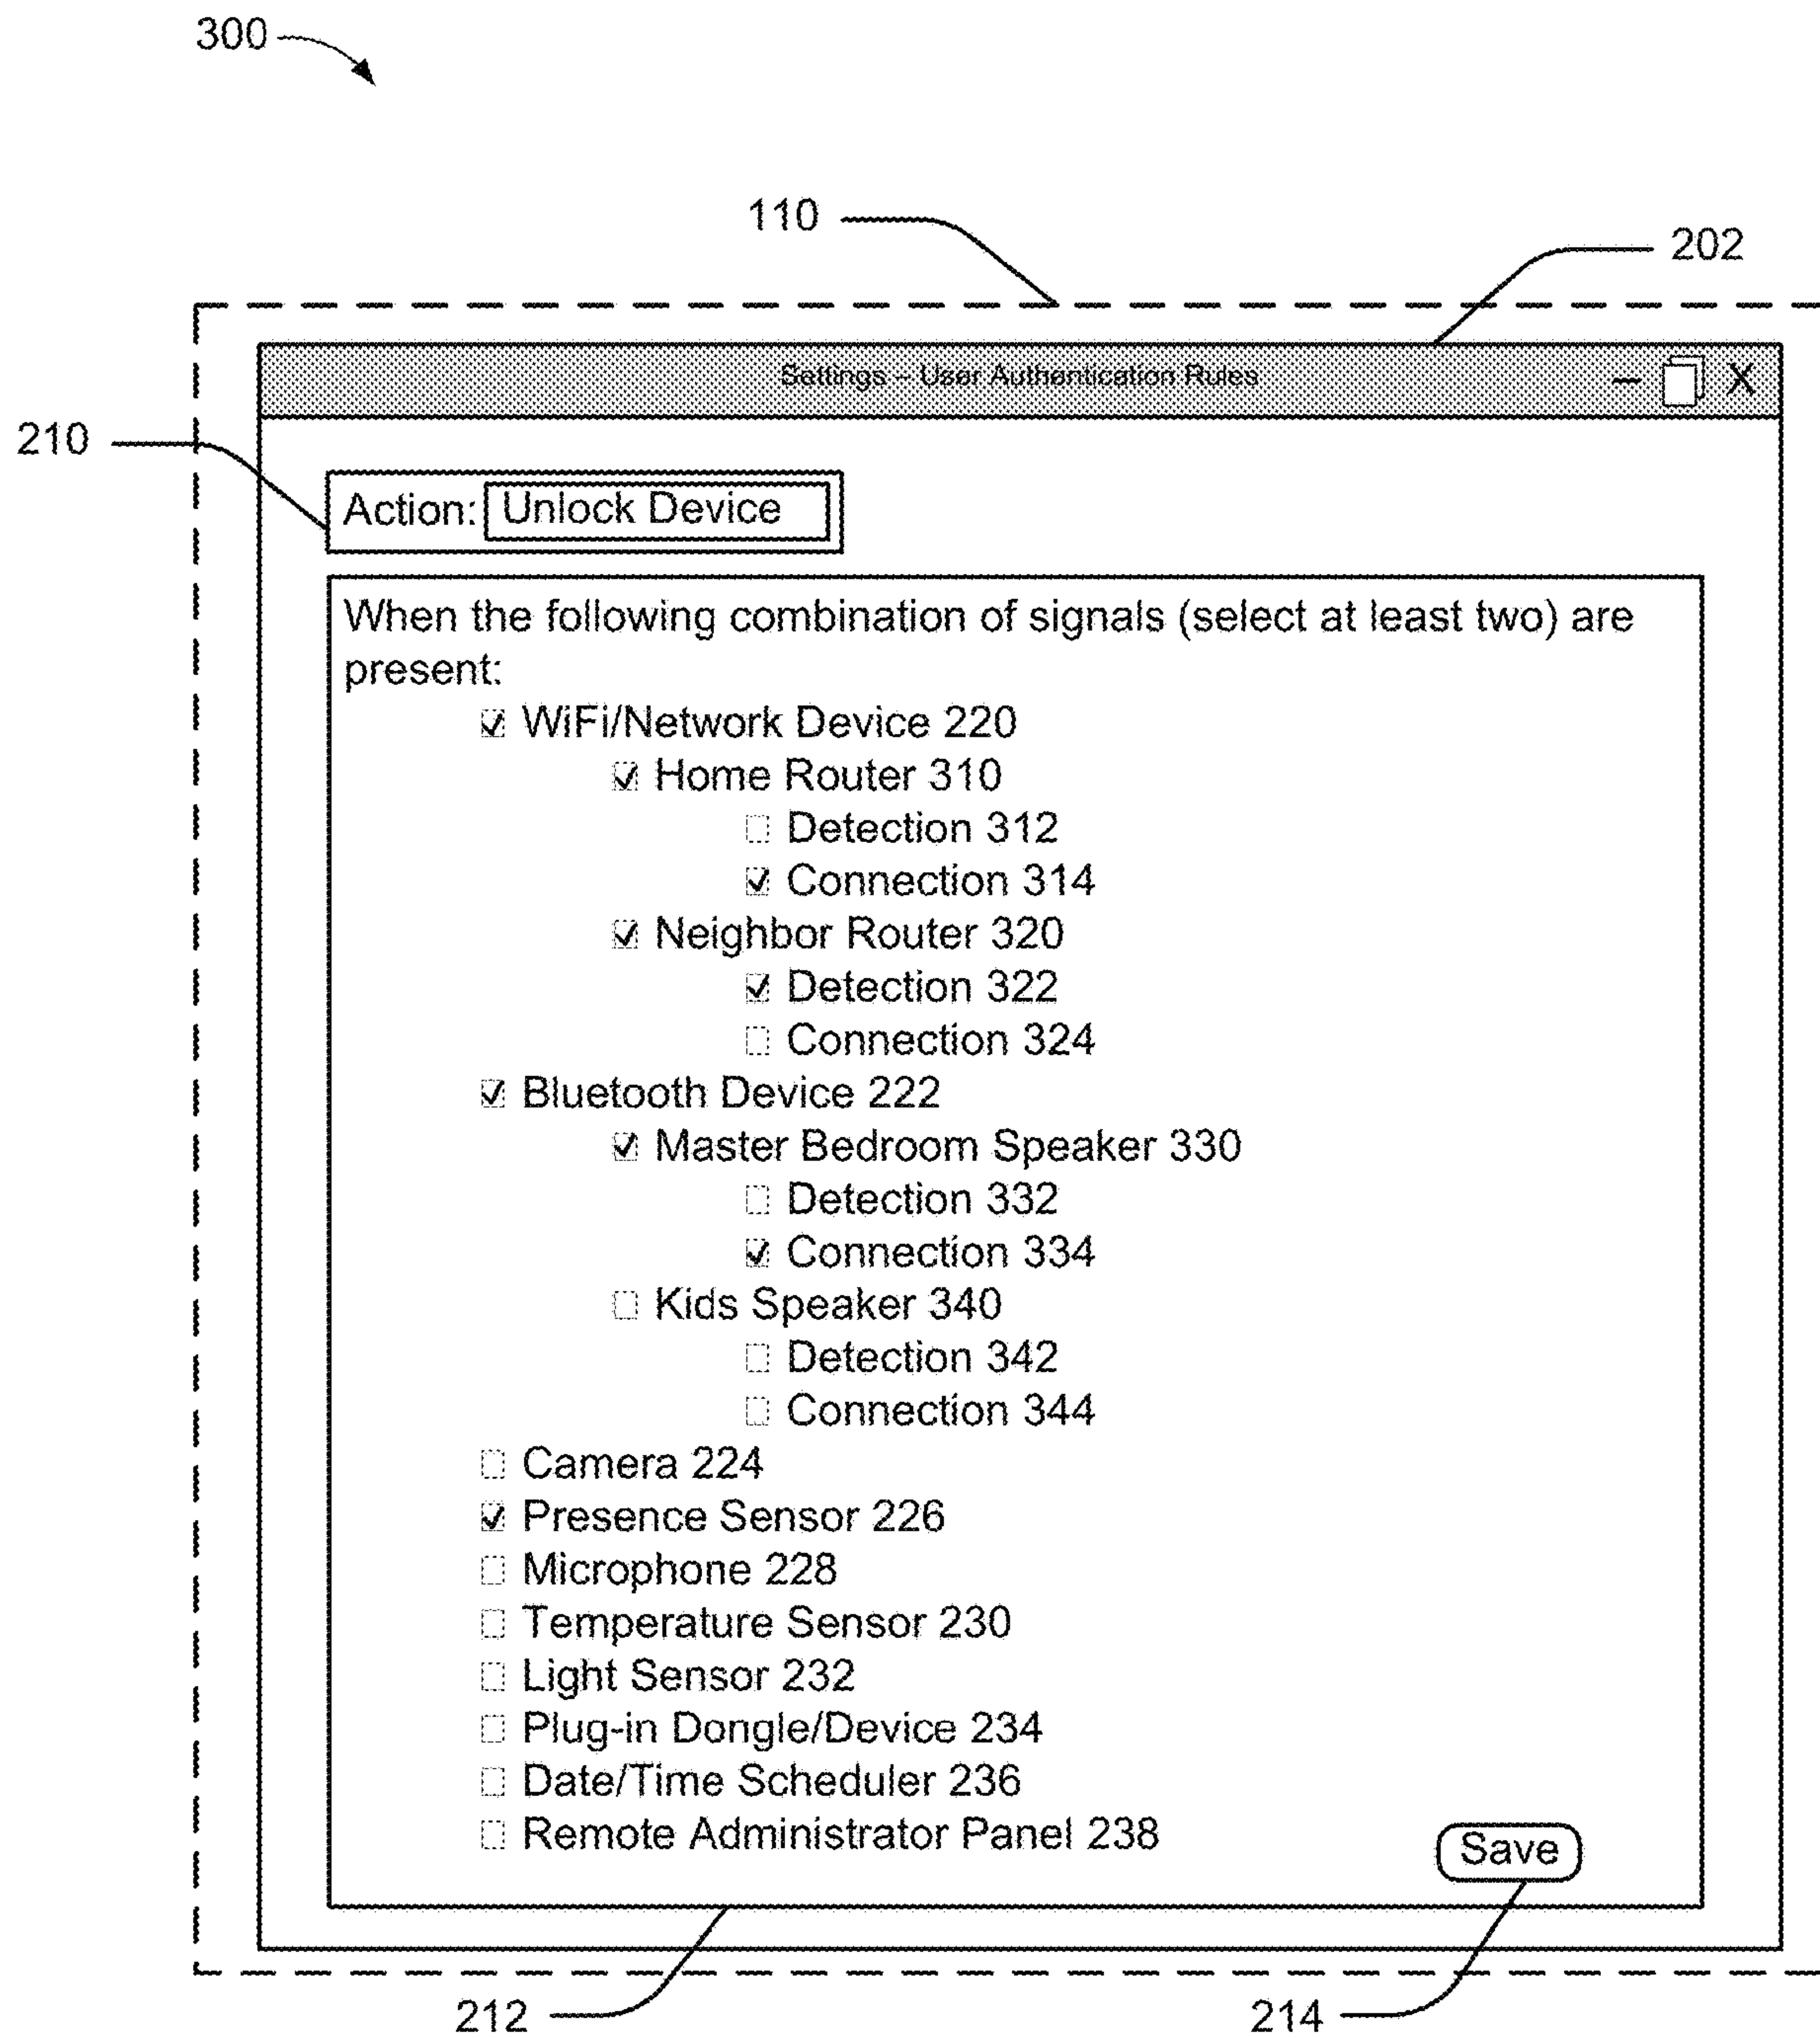 300
110
202
Settings – User Authentication Rules
X
210
Action: Unlock Device
When the following combination of signals (select at least two) are
present:
WiFi/Network Device 220
Home Router 310
Detection 312
Connection 314
Neighbor Router 320
Detection 322
Connection 324
Bluetooth Device 222
Master Bedroom Speaker 330
Detection 332
Connection 334
Kids Speaker 340
Detection 342
Connection 344
Camera 224
Presence Sensor 226
Microphone 228
Temperature Sensor 230
Light Sensor 232
Plug-in Dongle/Device 234
Date/Time Scheduler 236
Remote Administrator Panel 238
Save
212
214